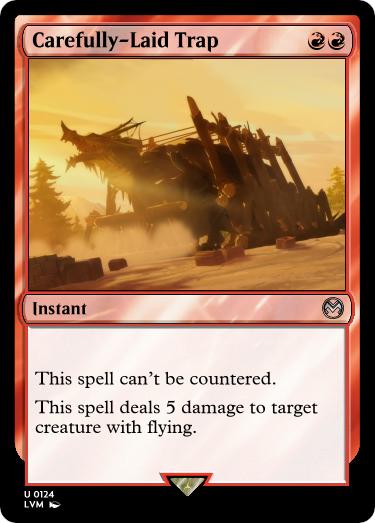 Carefully-Laid Trap
Instant
This spell can't be countered.
This spell deals 5 damage to target
creature with flying.
U 0124
LVM